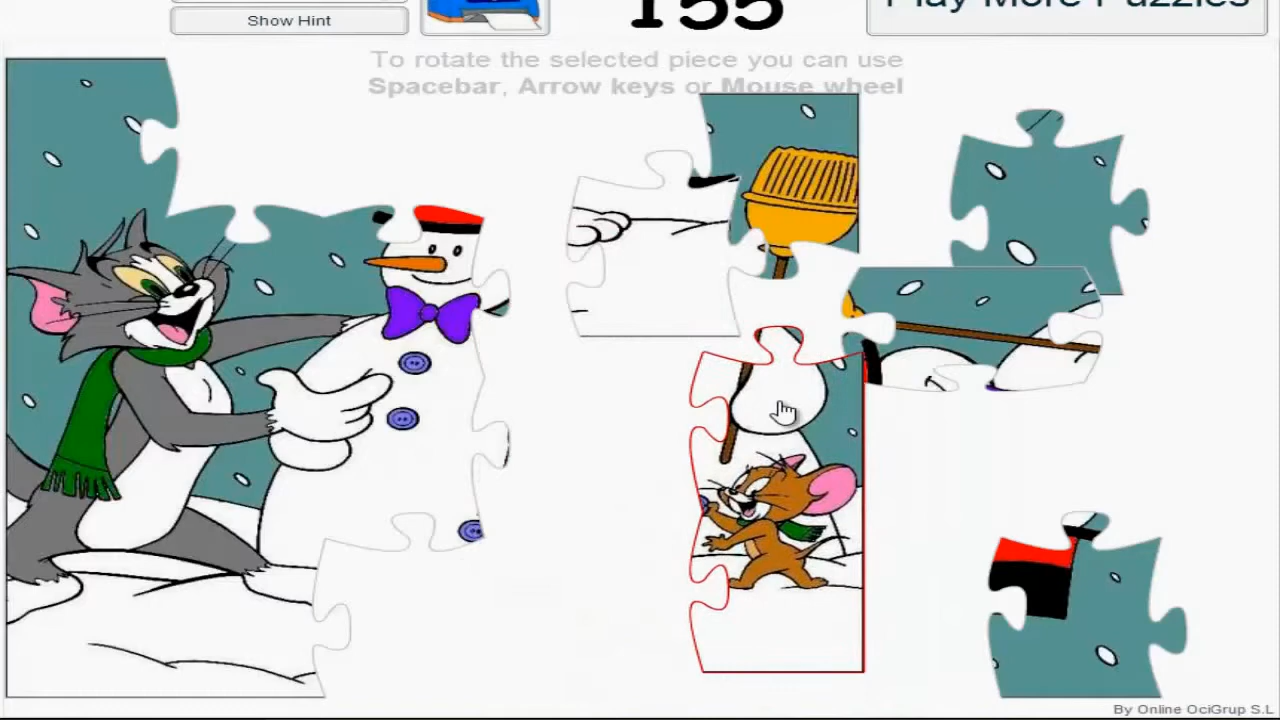 155
Play More Puzzles
Show Hint
To rotate the selected piece you can use
Spacebar, Arrow keys or Mouse wheel
By Online OciGrup S.L